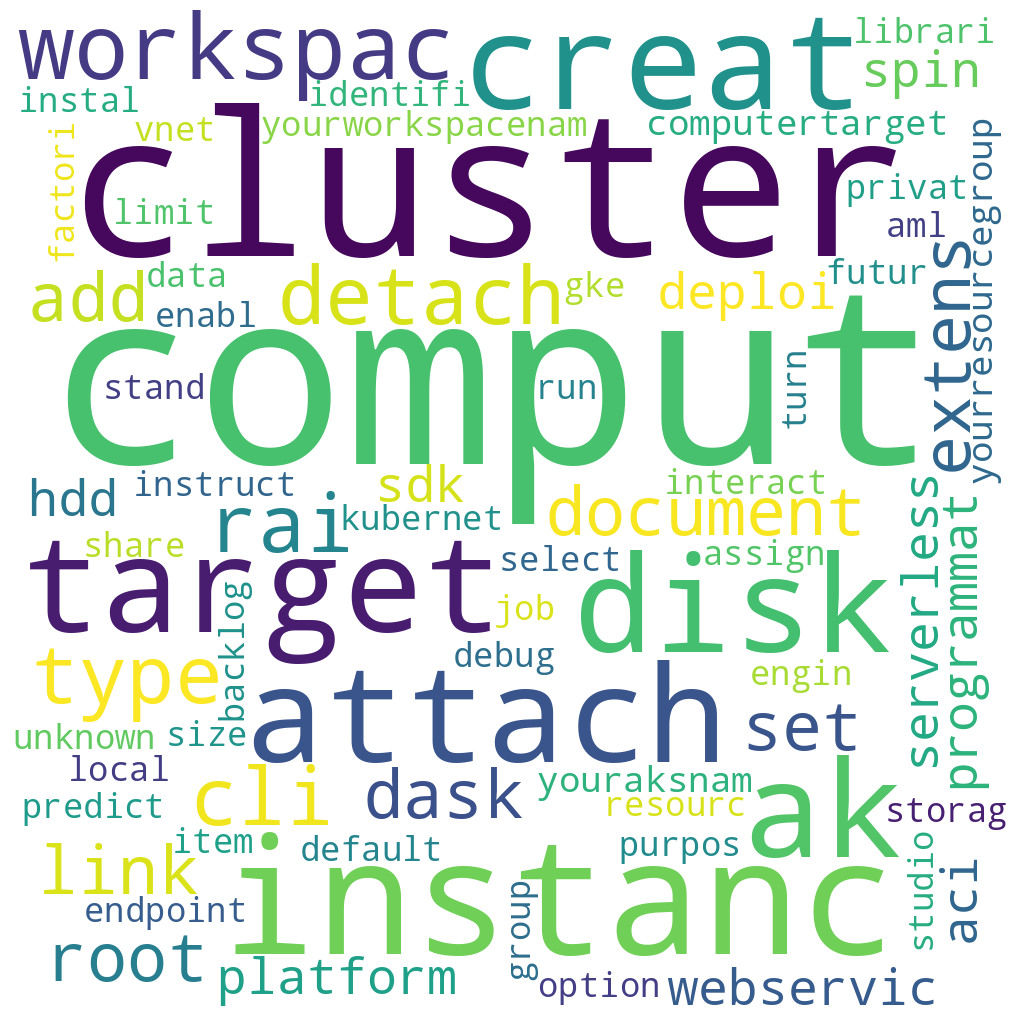 workspac
creat
librari
spin
instal
identifi
vnet
yourworkspacenam
computertarget
cluster
factori
limit
privat
aml
yourresourcegroup
data
add
detach
gke
deploi
futur
enabl
extens
comput
stand
run
turn
hdd
instruct
sdk
interact
rai
kubernet
document
share
target
select
assign
disk
serverless
programmat
job
backlog
type
debug
engin
attach
set
unknown
size
local
cli
dask
youraksnam
ak
predict
resourc
storag
item
default
purpos
link
instanc
studio
aci
endpoint
group
root
platform
option
webservic